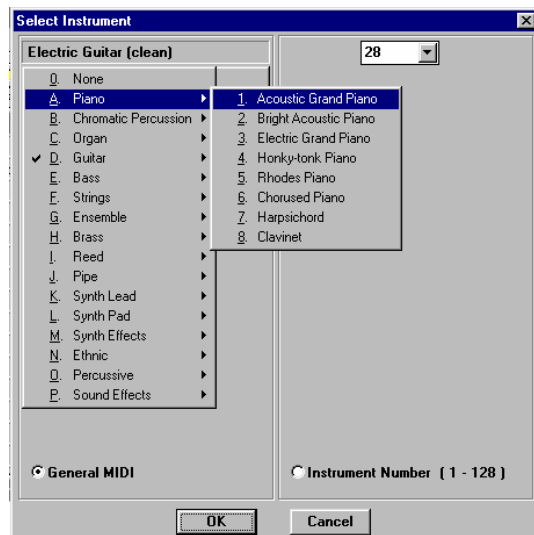 Select Instrument
Electric Guitar (clean)
28
0. None
A. Piano
B. Chromatic Percussion
C. Organ
D. Guitar
E. Bass
F. Strings
G. Ensemble
H. Brass
I. Reed
J. Pipe
K. Synth Lead
L. Synth Pad
M. Synth Effects
N. Ethnic
O. Percussive
P. Sound Effects
1. Acoustic Grand Piano
2. Bright Acoustic Piano
3. Electric Grand Piano
4. Honky-tonk Piano
5. Rhodes Piano
6. Chorused Piano
7. Harpsichord
8. Clavinet
General MIDI
Instrument Number ( 1 - 128 )
OK
Cancel